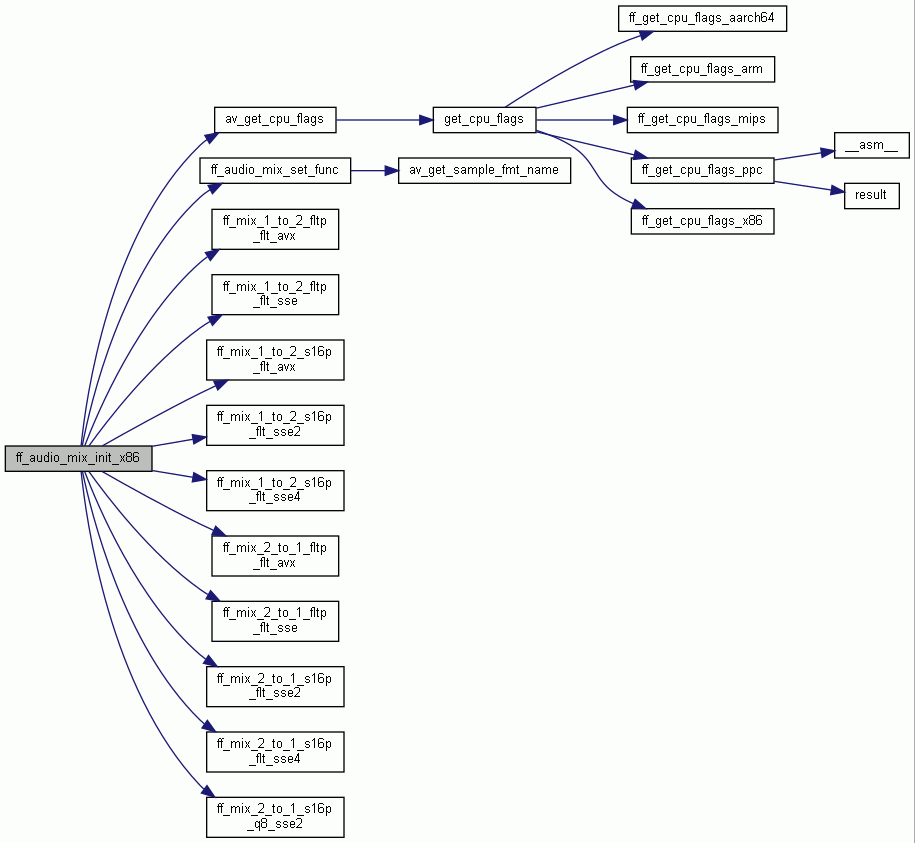 ff_get_cpu_flags_aarch64
ff_get_cpu_flags_arm
av_get_cpu_flags
get_cpu_flags
ff_get_cpu_flags_mips
__asm__
ff_audio_mix_set_func
av_get_sample_fmt_name
ff_get_cpu_flags_ppc
result
ff_mix_1_to_2_fltp
_flt_avx
ff_get_cpu_flags_x86
ff_mix_1_to_2_fltp
_flt_sse
ff_mix_1_to_2_s16p
_flt_avx
ff_mix_1_to_2_s16p
_flt_sse2
ff_audio_mix_init_x86
ff_mix_1_to_2_s16p
_flt_sse4
ff_mix_2_to_1_fltp
_flt_avx
ff_mix_2_to_1_fltp
_flt_sse
ff_mix_2_to_1_s16p
_flt_sse2
ff_mix_2_to_1_s16p
_flt_sse4
ff_mix_2_to_1_s16p
_q8_sse2